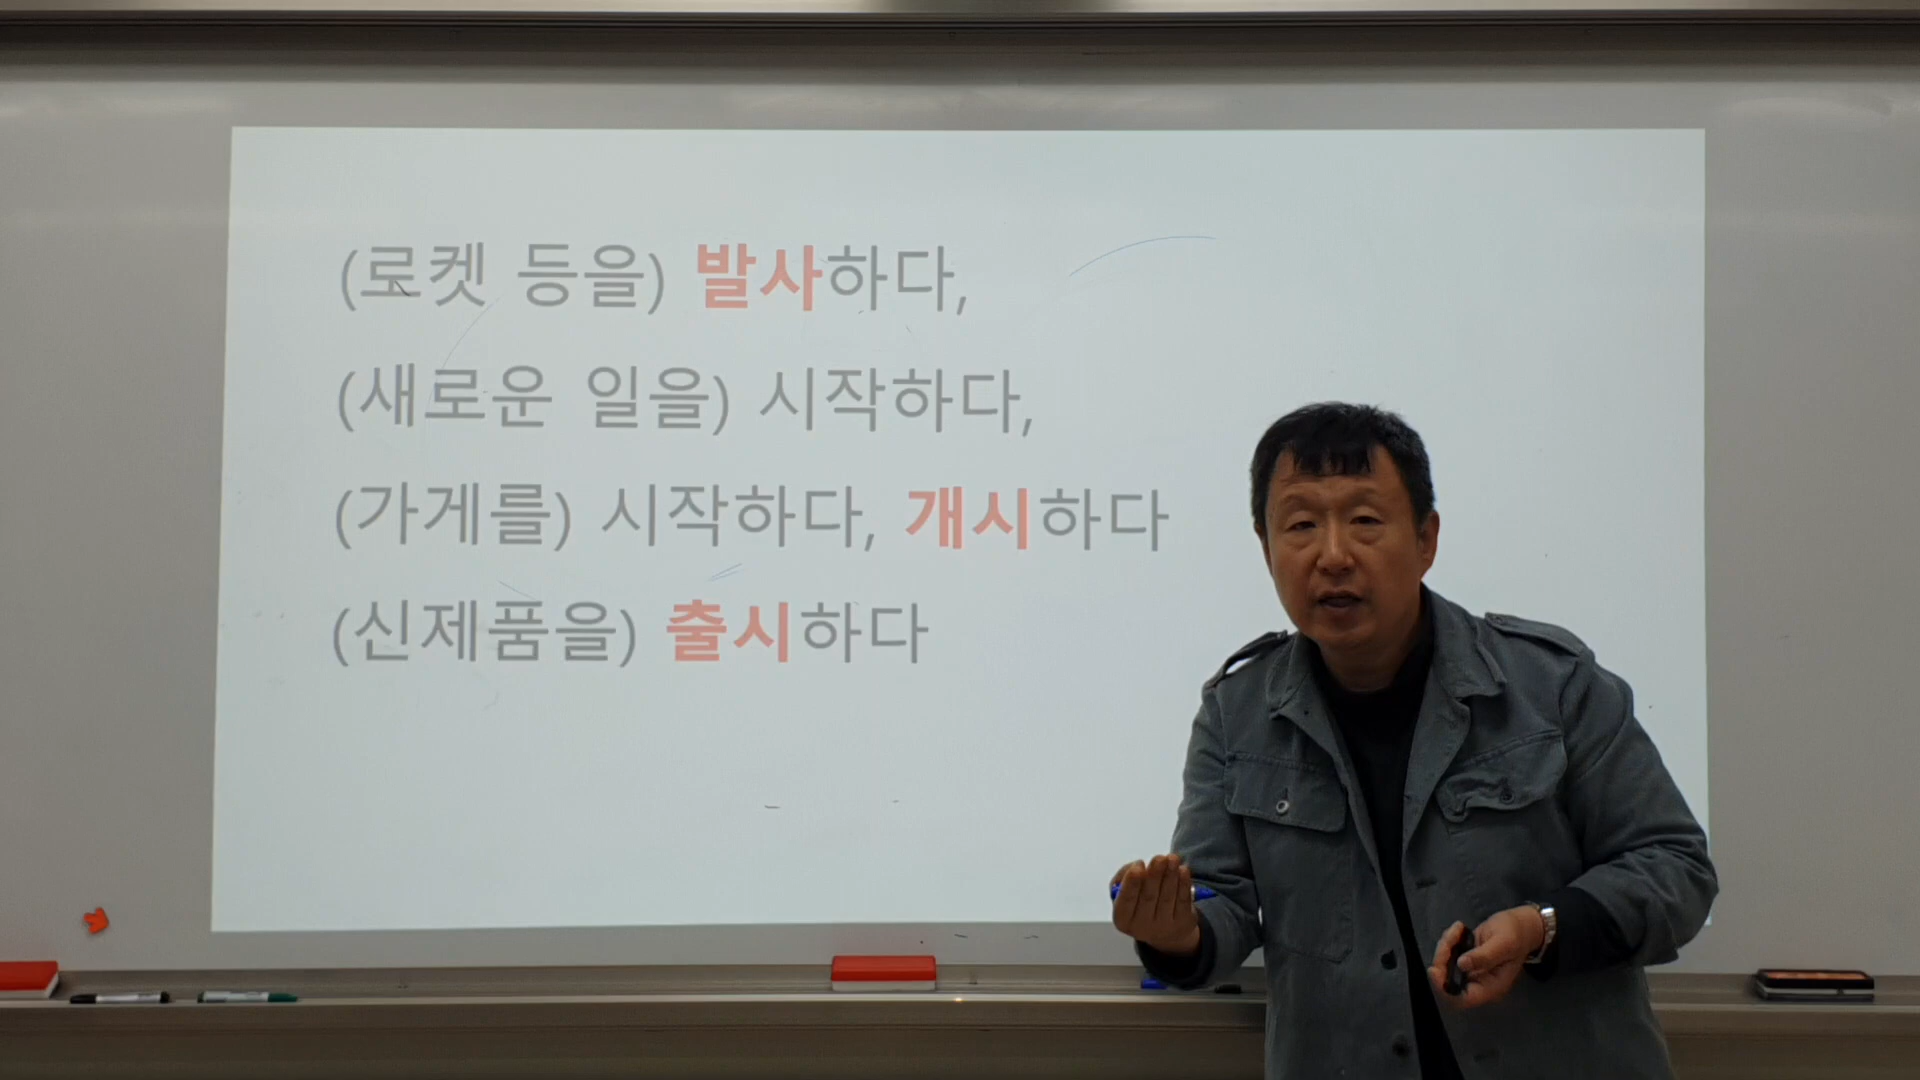 (로켓 등을) 발사하다,
(새로운 일을) 시작하다,
(가게를) 시작하다, 개시하다
(신제품을) 출시하다